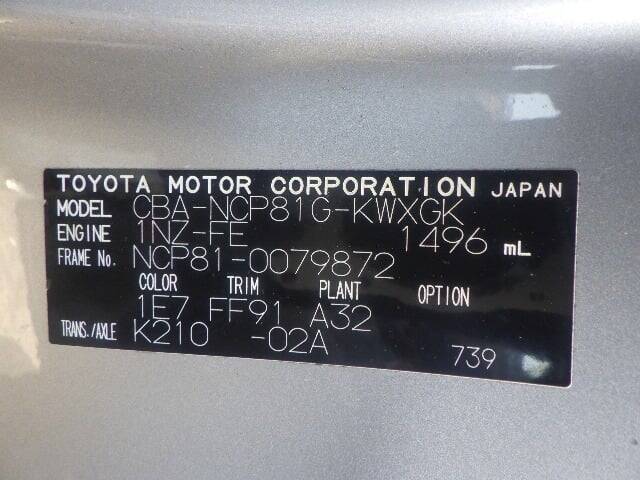 TOYOTA MOTOR CORPORATION JAPAN
MODEL CBA-NCP81G-KWXGK
ENGINE 1NZ-FE 1496 mL
FRAME No. NCP81-0079872
COLOR TRIM PLANT OPTION
1E7 FF91 A32
TRANS./AXLE K210 -02A
739